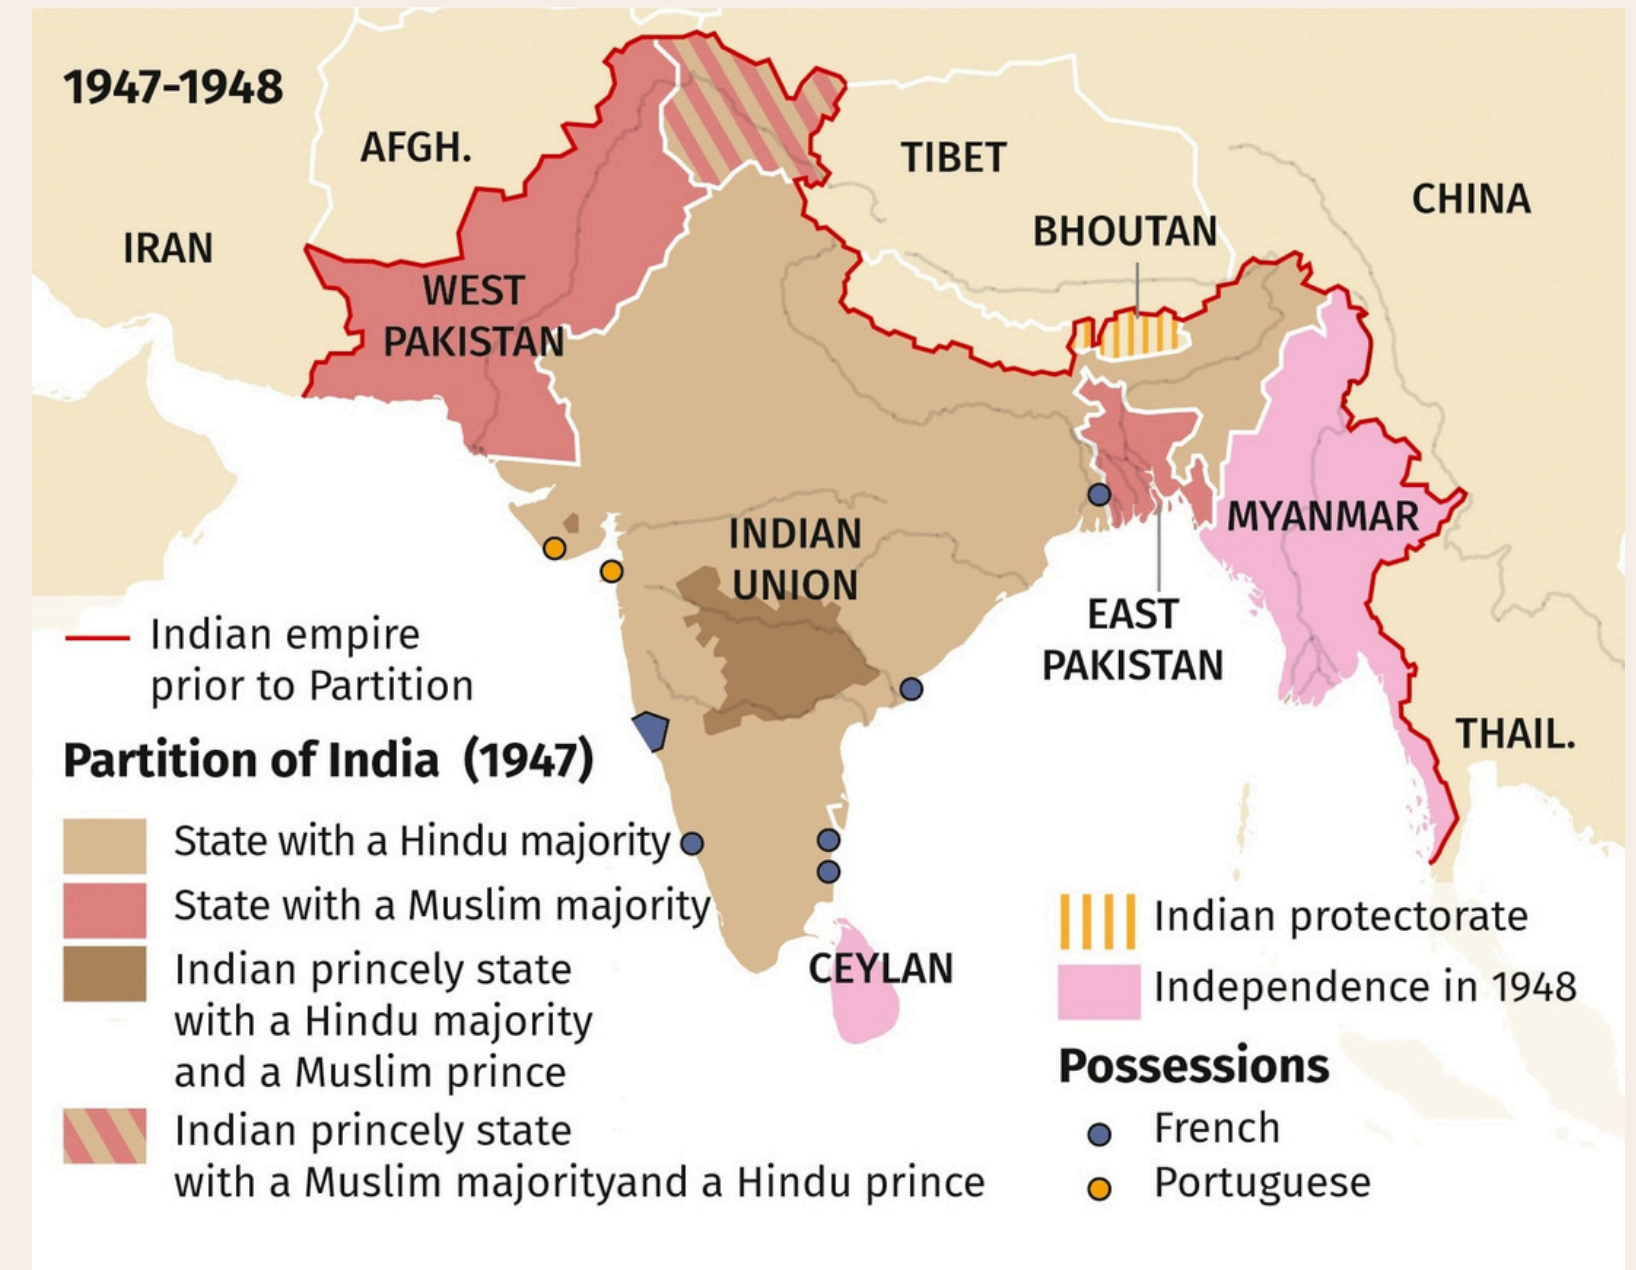 1947-1948
AFGH.
TIBET
CHINA
IRAN
BHOUTAN
WEST
PAKISTAN
MYANMAR
INDIAN
UNION
EAST
PAKISTAN
THAIL.
CEYLAN
Indian empire
prior to Partition
Partition of India (1947)
State with a Hindu majority
State with a Muslim majority
Indian princely state
with a Hindu majority
and a Muslim prince
Indian princely state
with a Muslim majorityand a Hindu prince
Indian protectorate
Independence in 1948
Possessions
French
Portuguese